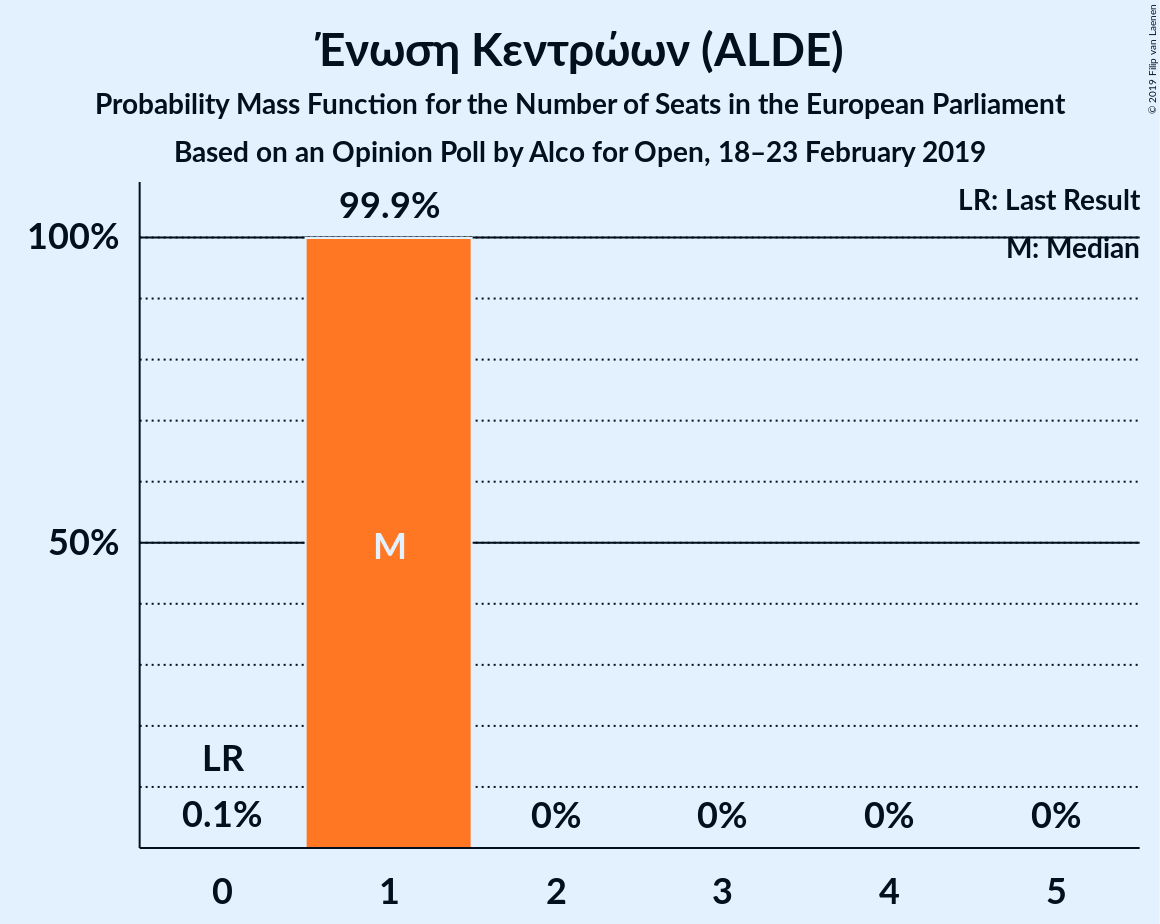 Ένωση Κεντρώων (ALDE)
Probability Mass Function for the Number of Seats in the European Parliament
Based on an Opinion Poll by Alco for Open, 18–23 February 2019
© 2019 Filip van Laenen
LR: Last Result
M: Median
99.9%
100%
50%
M
LR
0.1%
0%
0%
0%
0%
0
1
2
3
4
5